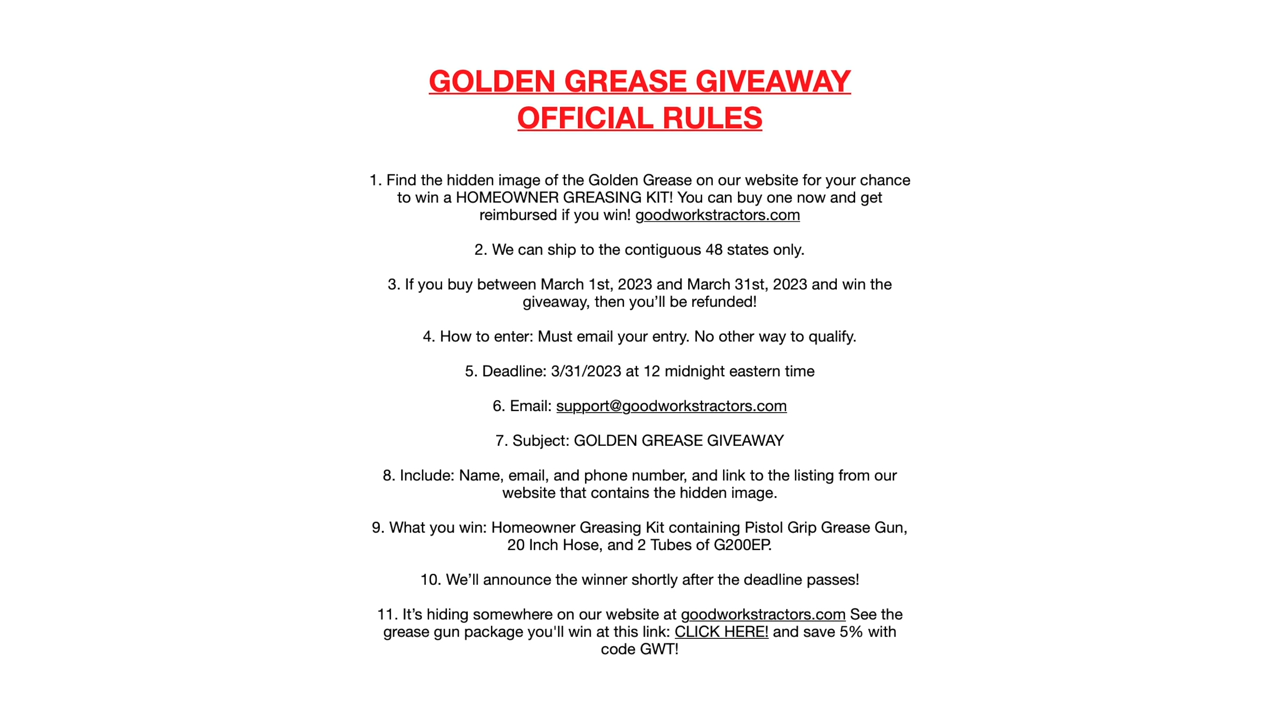 GOLDEN GREASE GIVEAWAY
OFFICIAL RULES
1. Find the hidden image of the Golden Grease on our website for your chance
to win a HOMEOWNER GREASING KIT! You can buy one now and get
reimbursed if you win! goodworkstractors.com
2. We can ship to the contiguous 48 states only.
3. If you buy between March 1st, 2023 and March 31st, 2023 and win the
giveaway, then you’ll be refunded!
4. How to enter: Must email your entry. No other way to qualify.
5. Deadline: 3/31/2023 at 12 midnight eastern time
6. Email: support@goodworkstractors.com
7. Subject: GOLDEN GREASE GIVEAWAY
8. Include: Name, email, and phone number, and link to the listing from our
website that contains the hidden image.
9. What you win: Homeowner Greasing Kit containing Pistol Grip Grease Gun,
20 Inch Hose, and 2 Tubes of G200EP.
10. We’ll announce the winner shortly after the deadline passes!
11. It’s hiding somewhere on our website at goodworkstractors.com See the
grease gun package you'll win at this link: CLICK HERE! and save 5% with
code GWT!